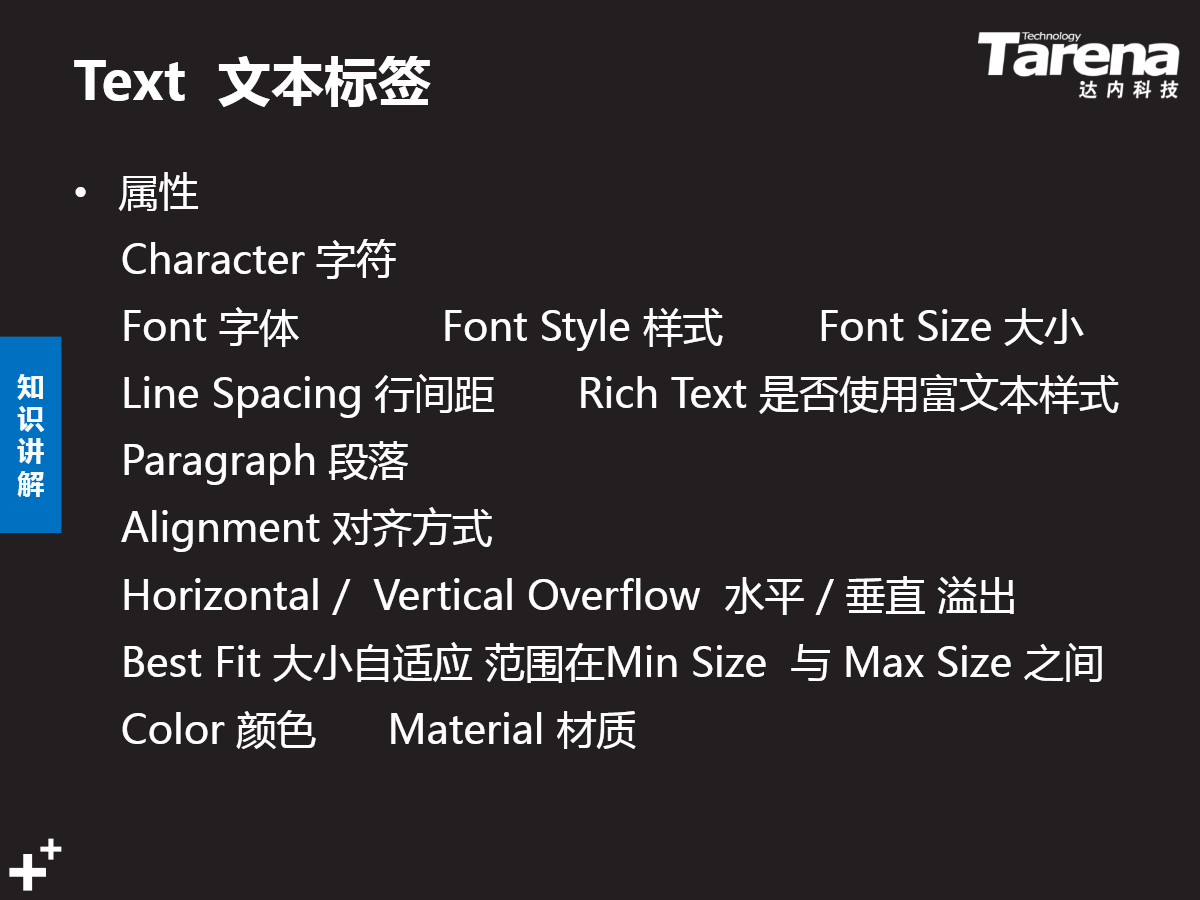 Text 文本标签
Technology
Tarena
达内科技
• 属性
Character 字符
Font 字体 Font Style 样式 Font Size 大小
Line Spacing 行间距 Rich Text 是否使用富文本样式
Paragraph 段落
Alignment 对齐方式
Horizontal / Vertical Overflow 水平 / 垂直 溢出
Best Fit 大小自适应 范围在Min Size 与 Max Size 之间
Color 颜色 Material 材质
知识讲解